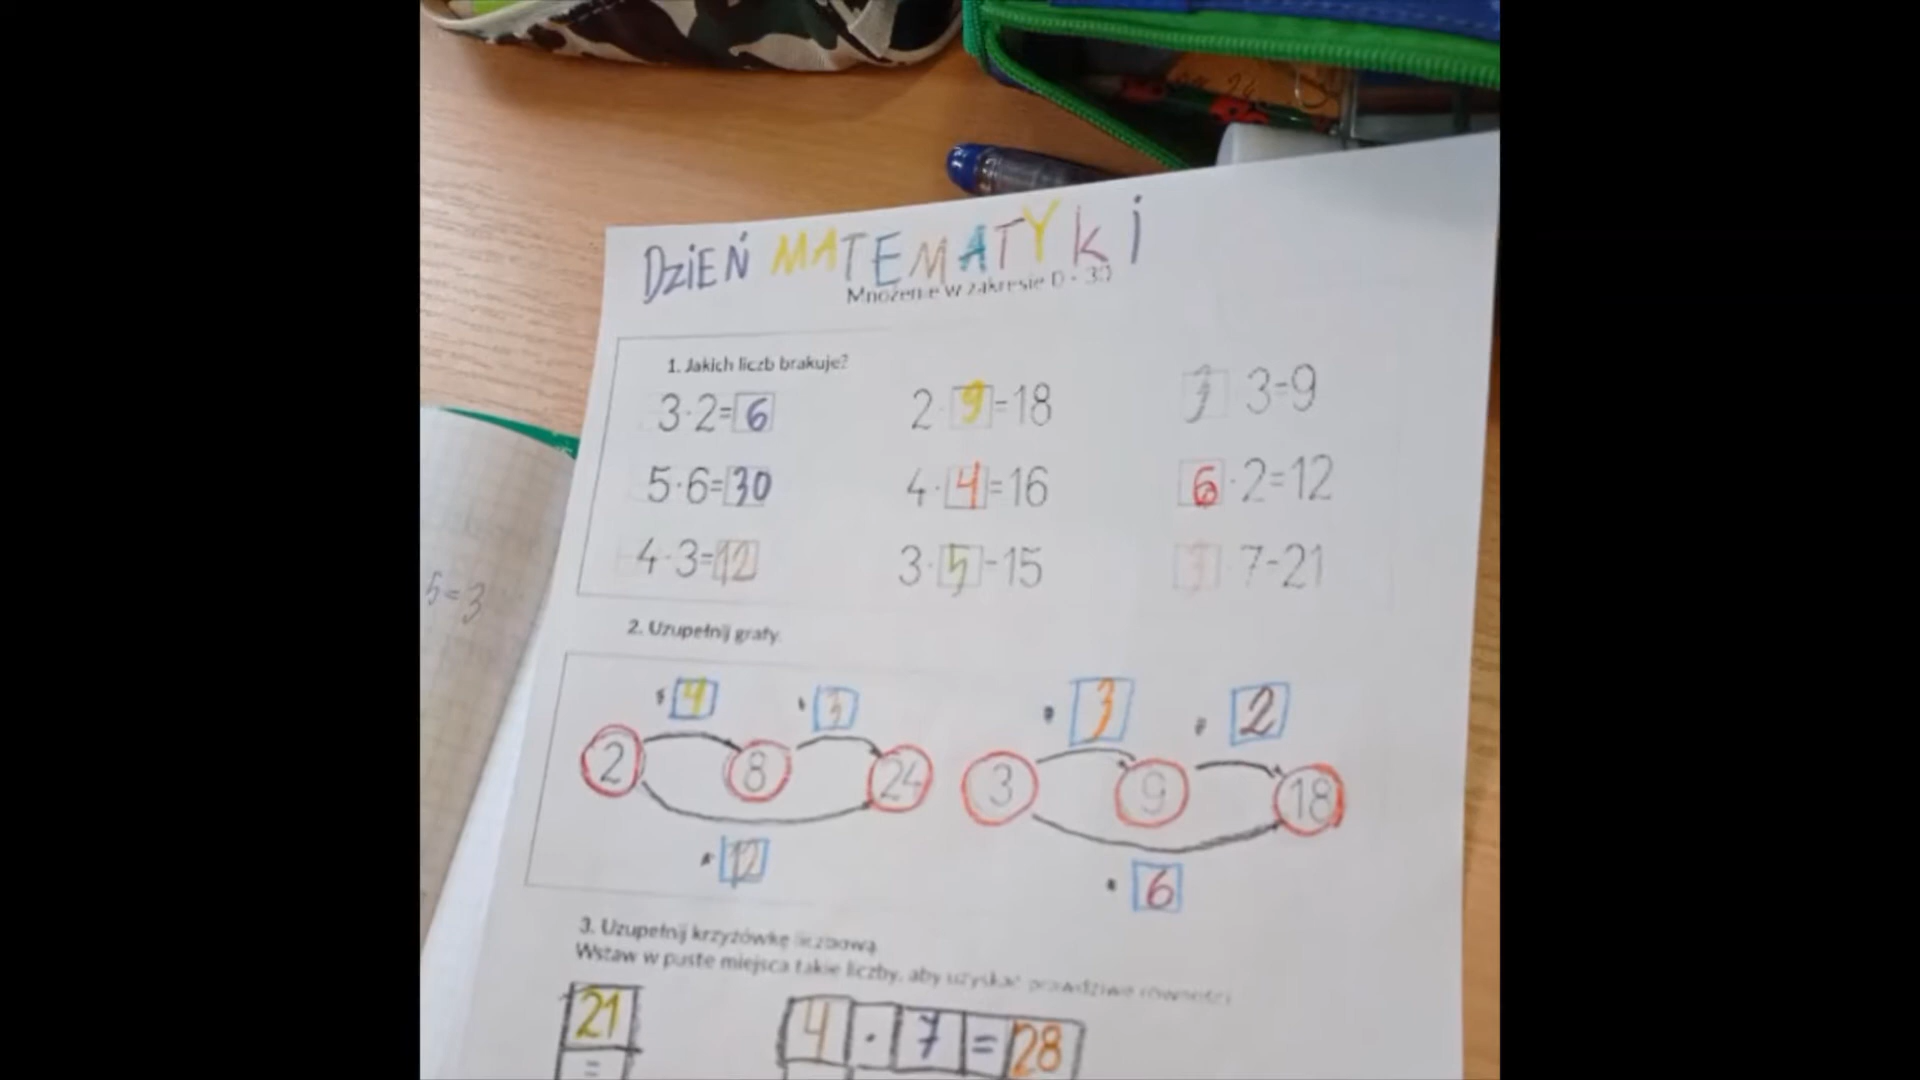 DZiEŃ MATEMATYKi
Mnożenie w zakresie 0 - 30
1. Jakich liczb brakuje?
3·2=6 2·9=18 3 3=9
5·6=30 4·4=16 6·2=12
4·3=12 3·5=15 3 7=21
2. Uzupełnij grafy.
·4 ·3 ·3 ·2
2 8 24 3 9 18
·12 ·6
3. Uzupełnij krzyżówkę liczbową.
Wstaw w puste miejsca takie liczby, aby uzyskać prawdziwe równości.
21 4 · 7 = 28
=
5=3